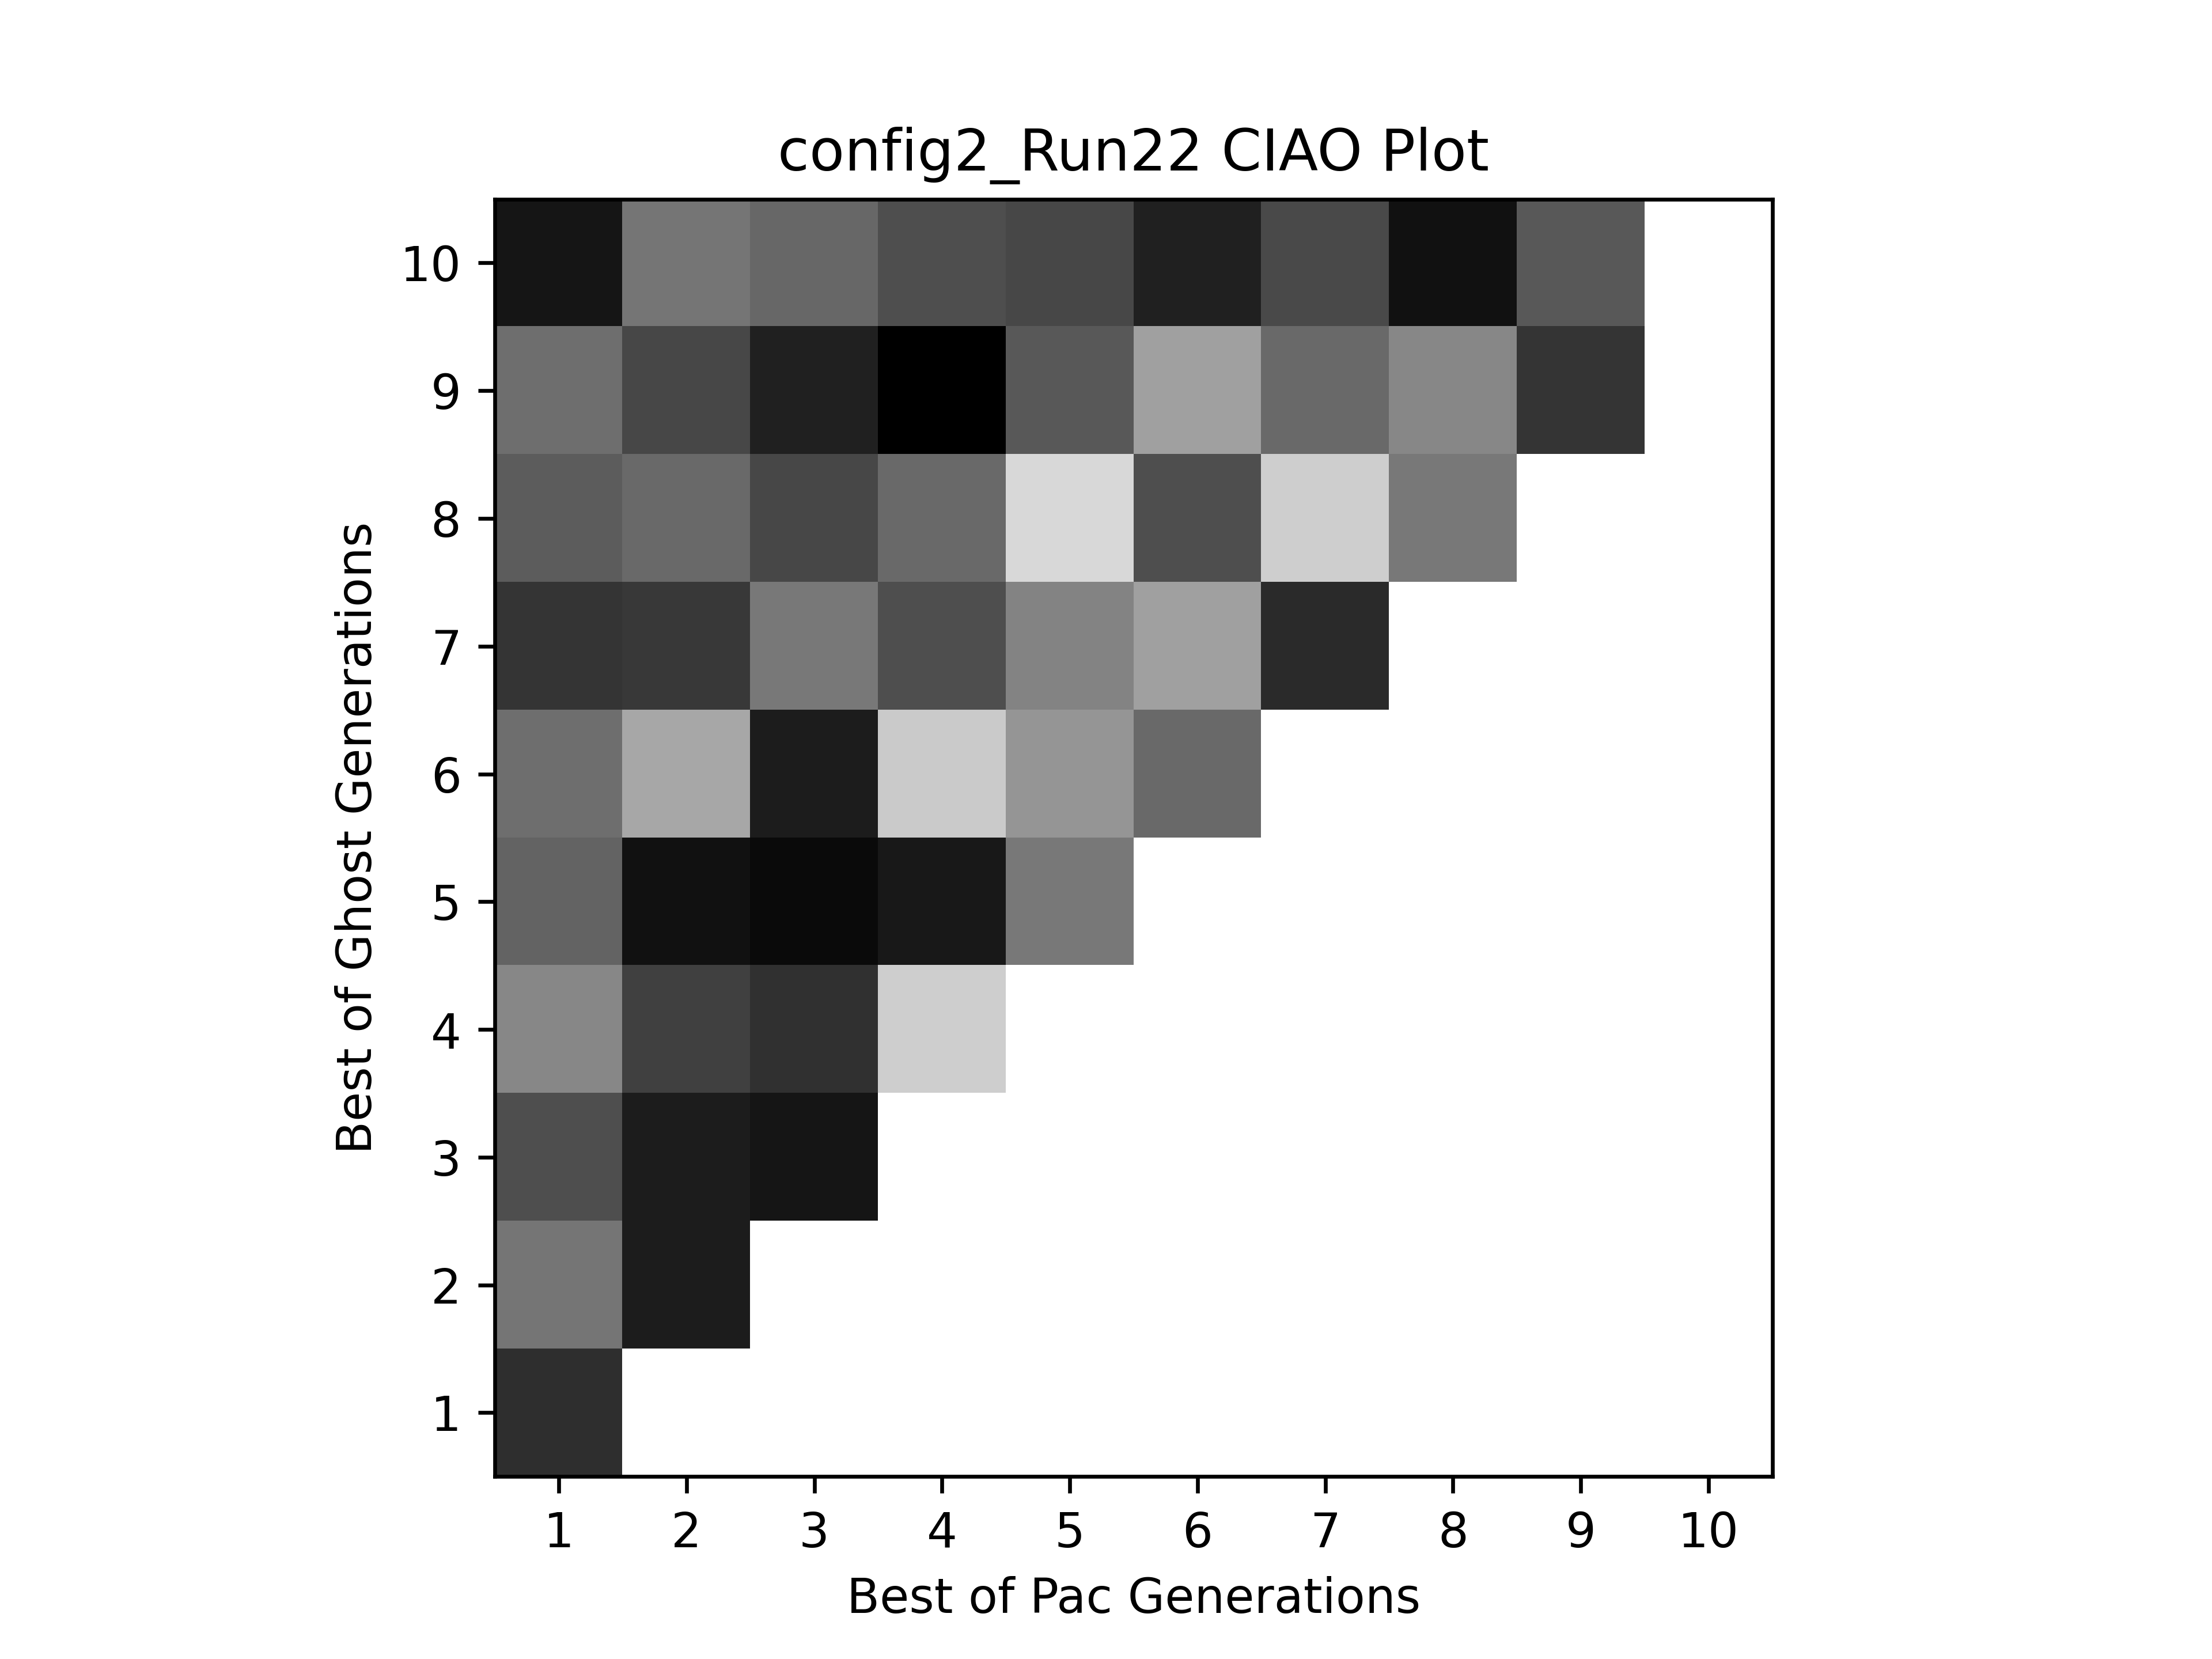 config2_Run22 CIAO Plot
Best of Ghost Generations
10
9
8
7
6
5
4
3
2
1
1 2 3 4 5 6 7 8 9 10
Best of Pac Generations